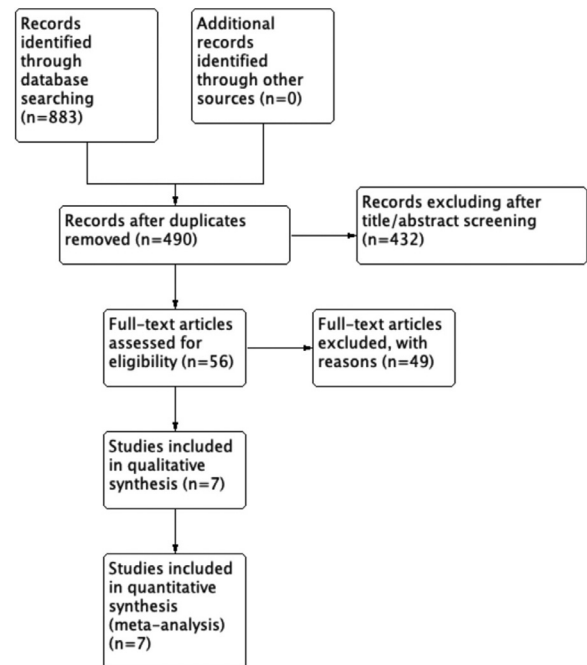 Records
identified
through
database
searching
(n=883)
Additional
records
identified
through other
sources (n=0)
Records after duplicates
removed (n=490)
Records excluding after
title/abstract screening
(n=432)
Full-text articles
assessed for
eligibility (n=56)
Full-text articles
excluded, with
reasons (n=49)
Studies included
in qualitative
synthesis (n=7)
Studies included
in quantitative
synthesis
(meta-analysis)
(n=7)